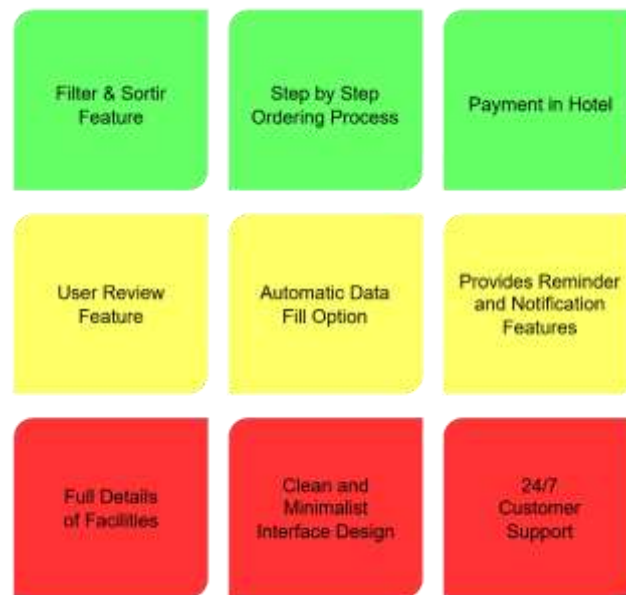 Filter & Sortir
Feature
Step by Step
Ordering Process
Payment in Hotel
User Review
Feature
Automatic Data
Fill Option
Provides Reminder
and Notification
Features
Full Details
of Facilities
Clean and
Minimalist
Interface Design
24/7
Customer
Support